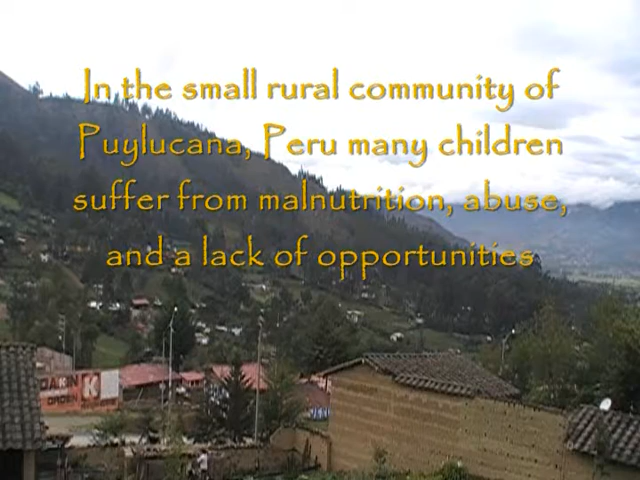 In the small rural community of
Puylucana, Peru many children
suffer from malnutrition, abuse,
and a lack of opportunities